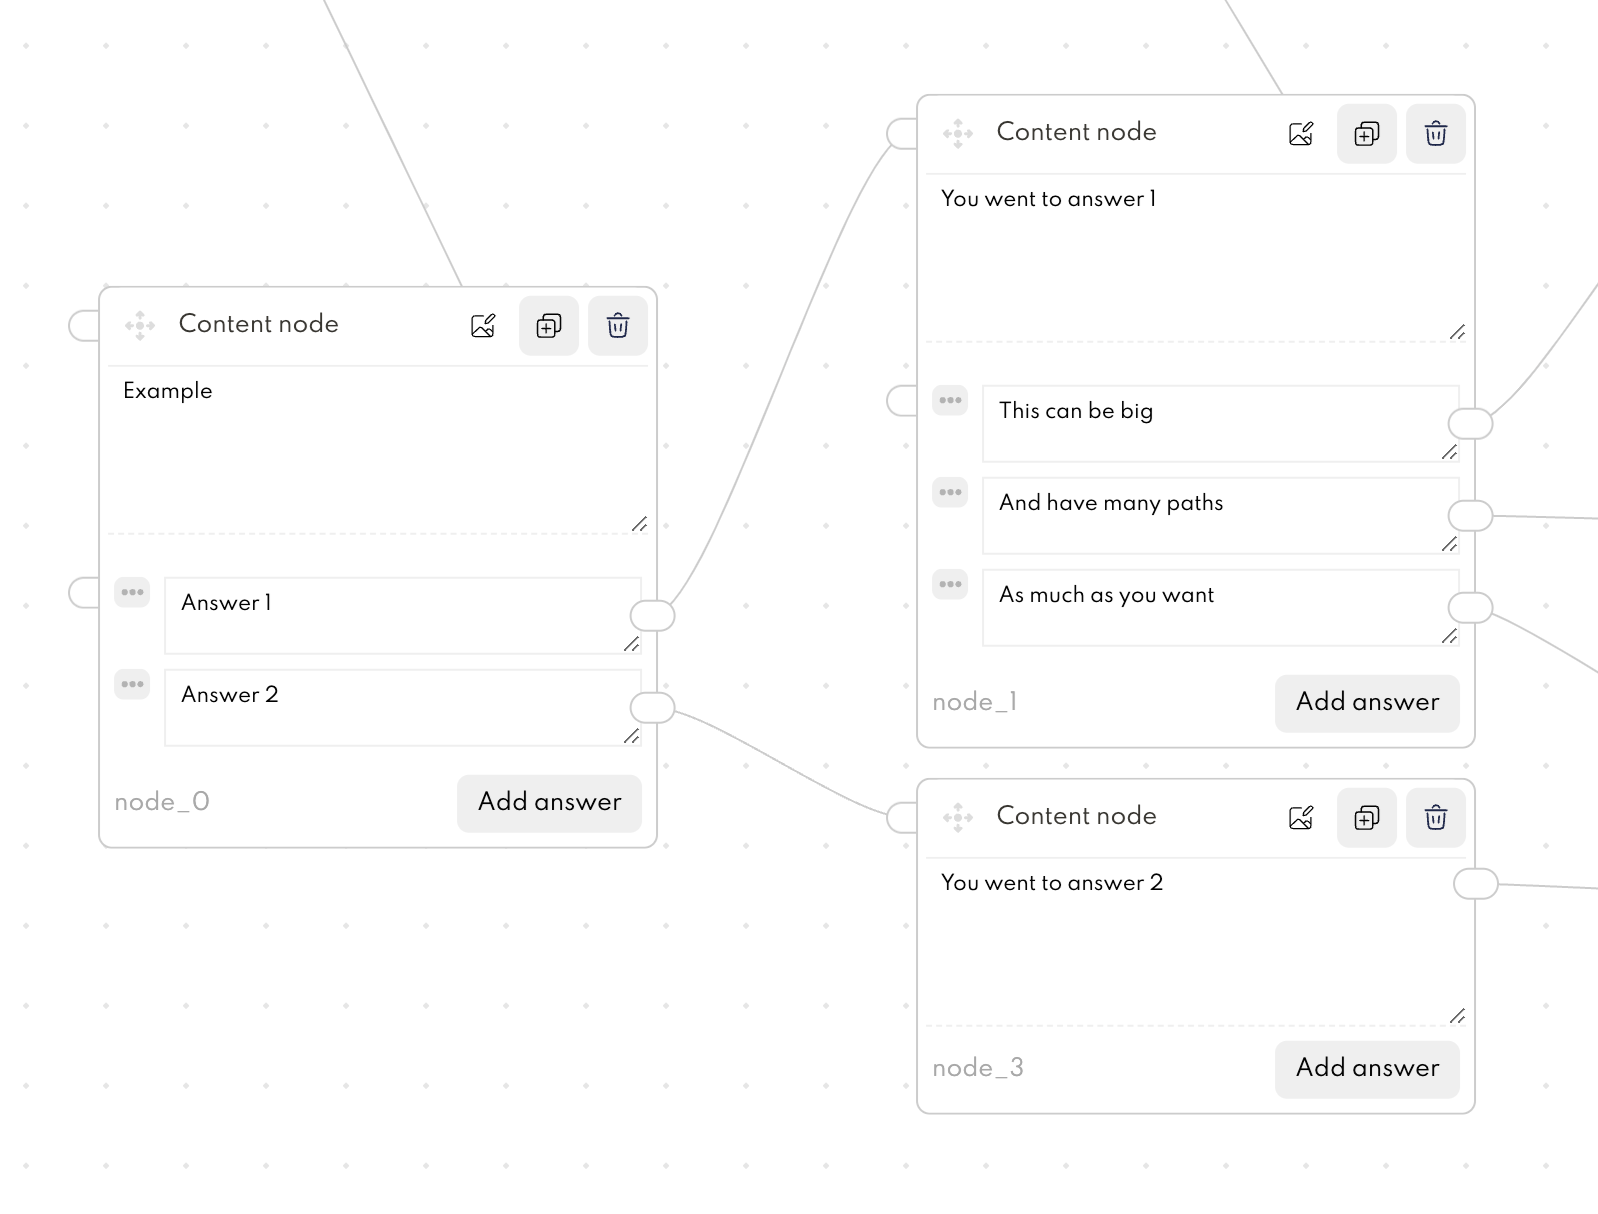 Content node
Example
Answer 1
Answer 2
node_0
Add answer
Content node
You went to answer 1
This can be big
And have many paths
As much as you want
node_1
Add answer
Content node
You went to answer 2
node_3
Add answer